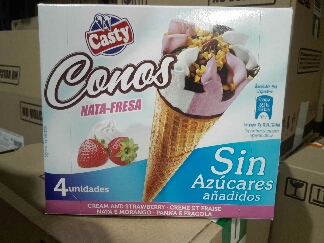 Casty
Conos
NATA-FRESA
Sin
Azúcares
añadidos
4 unidades
CREAM AND STRAWBERRY - CRÈME ET FRAISE
NATA E MORANGO - PANNA E FRAGOLA